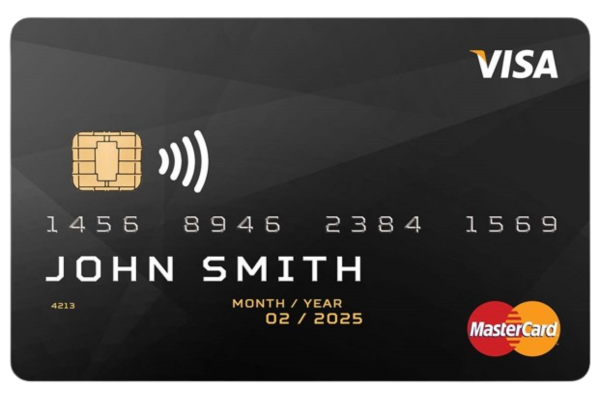 VISA
1456 8946 2384 1569
JOHN SMITH
4213
MONTH / YEAR
02 / 2025
MasterCard